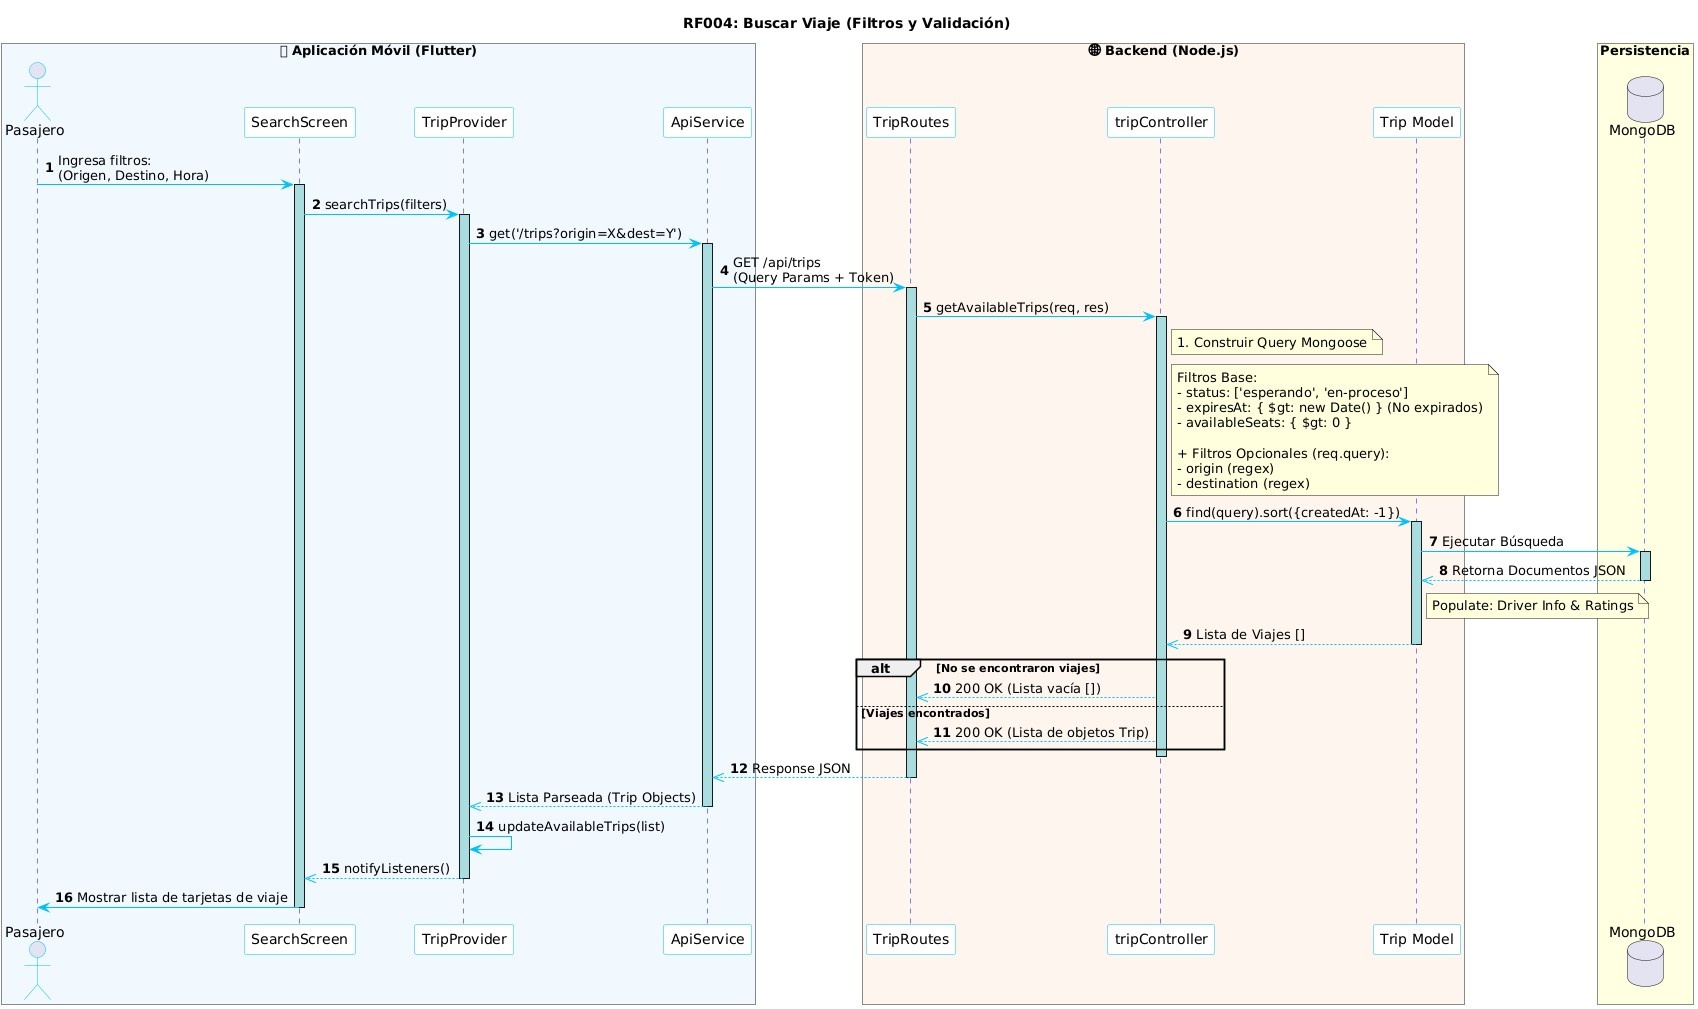 RF004: Buscar Viaje (Filtros y Validación)
Aplicación Móvil (Flutter)
🌐 Backend (Node.js)
Persistencia
Pasajero
SearchScreen
TripProvider
ApiService
TripRoutes
tripController
Trip Model
MongoDB
1 Ingresa filtros:
(Origen, Destino, Hora)
2 searchTrips(filters)
3 get('/trips?origin=X&dest=Y')
4 GET /api/trips
(Query Params + Token)
5 getAvailableTrips(req, res)
1. Construir Query Mongoose
Filtros Base:
- status: ['esperando', 'en-proceso']
- expiresAt: { $gt: new Date() } (No expirados)
- availableSeats: { $gt: 0 }
+ Filtros Opcionales (req.query):
- origin (regex)
- destination (regex)
6 find(query).sort({createdAt: -1})
7 Ejecutar Búsqueda
8 Retorna Documentos JSON
Populate: Driver Info & Ratings
9 Lista de Viajes []
alt [No se encontraron viajes]
10 200 OK (Lista vacía [])
[Viajes encontrados]
11 200 OK (Lista de objetos Trip)
12 Response JSON
13 Lista Parseada (Trip Objects)
14 updateAvailableTrips(list)
15 notifyListeners()
16 Mostrar lista de tarjetas de viaje
Pasajero
SearchScreen
TripProvider
ApiService
TripRoutes
tripController
Trip Model
MongoDB